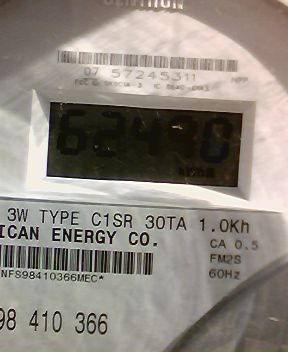 CENTRON
07 57245311
62490
3W TYPE C1SR 30TA 1.0Kh
ICAN ENERGY CO.
CA 0.5
FM2S
NFS98410366MEC*
60Hz
98 410 366